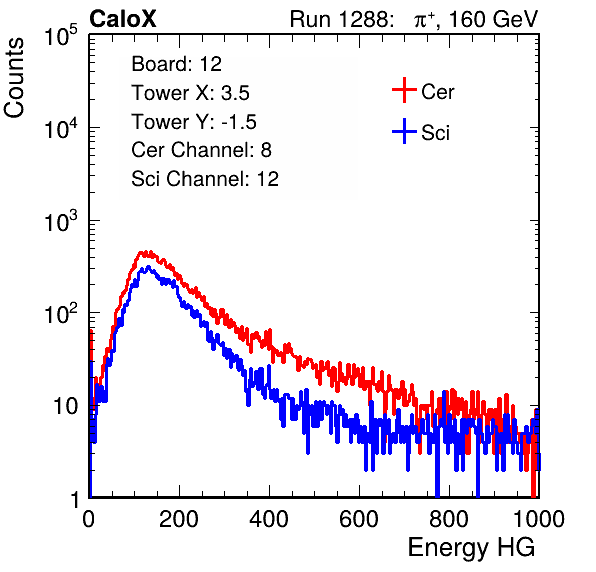 CaloX Run 1288: π⁺, 160 GeV
Counts
10⁵
10⁴
10³
10²
10
1
Board: 12
Tower X: 3.5
Tower Y: -1.5
Cer Channel: 8
Sci Channel: 12
Cer
Sci
0 200 400 600 800 1000
Energy HG